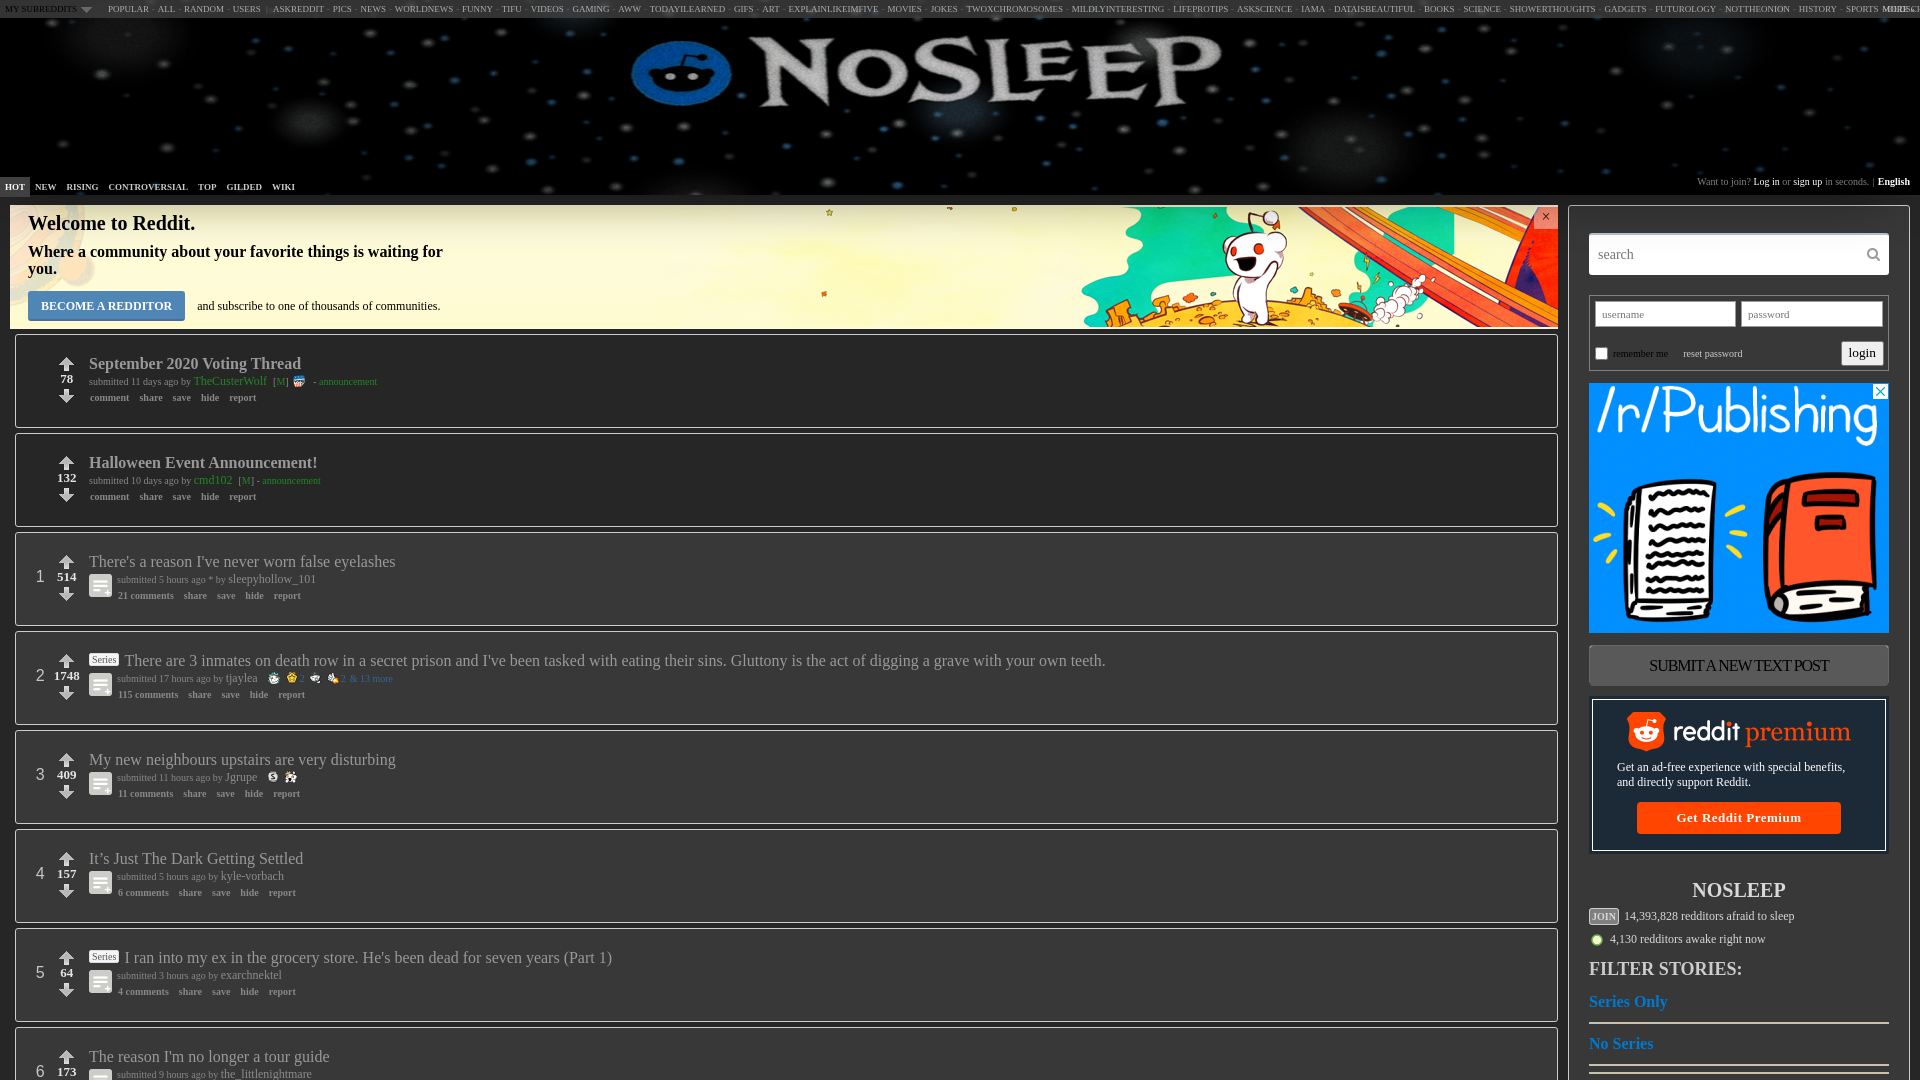 MY SUBREDDITS POPULAR - ALL - RANDOM - USERS | ASKREDDIT - PICS - NEWS - WORLDNEWS - FUNNY - TIFU - VIDEOS - GAMING - AWW - TODAYILEARNED - GIFS - ART - EXPLAINLIKEIMFIVE - MOVIES - JOKES - TWOXCHROMOSOMES - MILDLYINTERESTING - LIFEPROTIPS - ASKSCIENCE - IAMA - DATAISBEAUTIFUL - BOOKS - SCIENCE - SHOWERTHOUGHTS - GADGETS - FUTUROLOGY - NOTTHEONION - HISTORY - SPORTS
NOSLEEP
HOT NEW RISING CONTROVERSIAL TOP GILDED WIKI
Want to join? Log in or sign up in seconds. | English
Welcome to Reddit.
Where a community about your favorite things is waiting for
you.
BECOME A REDDITOR and subscribe to one of thousands of communities.
×
September 2020 Voting Thread
78
submitted 11 days ago by TheCusterWolf [M] - announcement
comment share save hide report
Halloween Event Announcement!
132
submitted 10 days ago by cmd102 [M] - announcement
comment share save hide report
There's a reason I've never worn false eyelashes
1 514
submitted 5 hours ago * by sleepyhollow_101
21 comments share save hide report
Series There are 3 inmates on death row in a secret prison and I've been tasked with eating their sins. Gluttony is the act of digging a grave with your own teeth.
2 1748
submitted 17 hours ago by tjaylea 2 2 & 13 more
115 comments share save hide report
My new neighbours upstairs are very disturbing
3 409
submitted 11 hours ago by Jgrupe
11 comments share save hide report
It’s Just The Dark Getting Settled
4 157
submitted 5 hours ago by kyle-vorbach
6 comments share save hide report
Series I ran into my ex in the grocery store. He's been dead for seven years (Part 1)
5 64
submitted 3 hours ago by exarchnektel
4 comments share save hide report
The reason I'm no longer a tour guide
6 173
submitted 9 hours ago by the_littlenightmare
search
username password
remember me reset password login
/r/Publishing
SUBMIT A NEW TEXT POST
reddit premium
Get an ad-free experience with special benefits,
and directly support Reddit.
Get Reddit Premium
NOSLEEP
JOIN 14,393,828 redditors afraid to sleep
4,130 redditors awake right now
FILTER STORIES:
Series Only
No Series